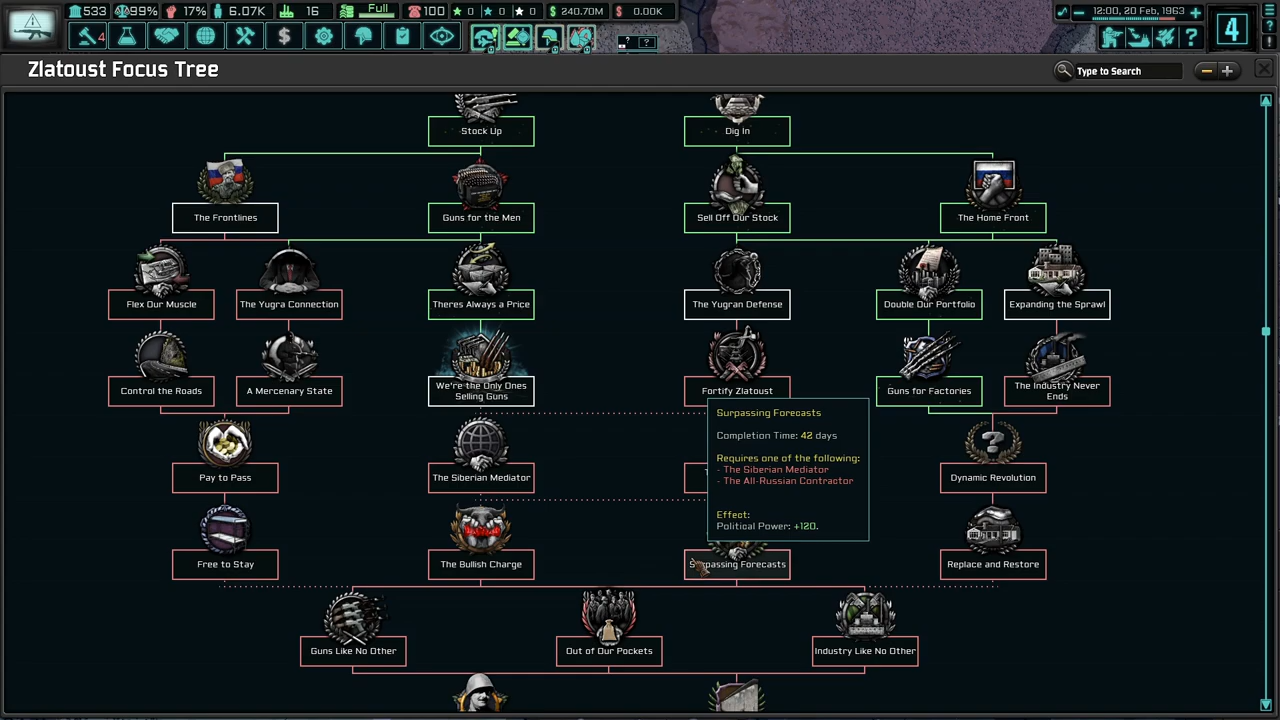 533
99%
17%
6.07K
16
Full
100
0
0
0
$ 240.70M
$ 0.00K
12:00, 20 Feb, 1963
4
4
Zlatoust Focus Tree
Type to Search
Stock Up
Dig In
The Frontlines
Guns for the Men
Sell Off Our Stock
The Home Front
Flex Our Muscle
The Yugra Connection
Theres Always a Price
The Yugran Defense
Double Our Portfolio
Expanding the Sprawl
Control the Roads
A Mercenary State
We're the Only Ones
Selling Guns
Fortify Zlatoust
Guns for Factories
The Industry Never
Ends
Surpassing Forecasts
Completion Time: 42 days
Requires one of the following:
- The Siberian Mediator
- The All-Russian Contractor
Effect:
Political Power: +120.
Pay to Pass
The Siberian Mediator
Dynamic Revolution
Free to Stay
The Bullish Charge
Surpassing Forecasts
Replace and Restore
Guns Like No Other
Out of Our Pockets
Industry Like No Other